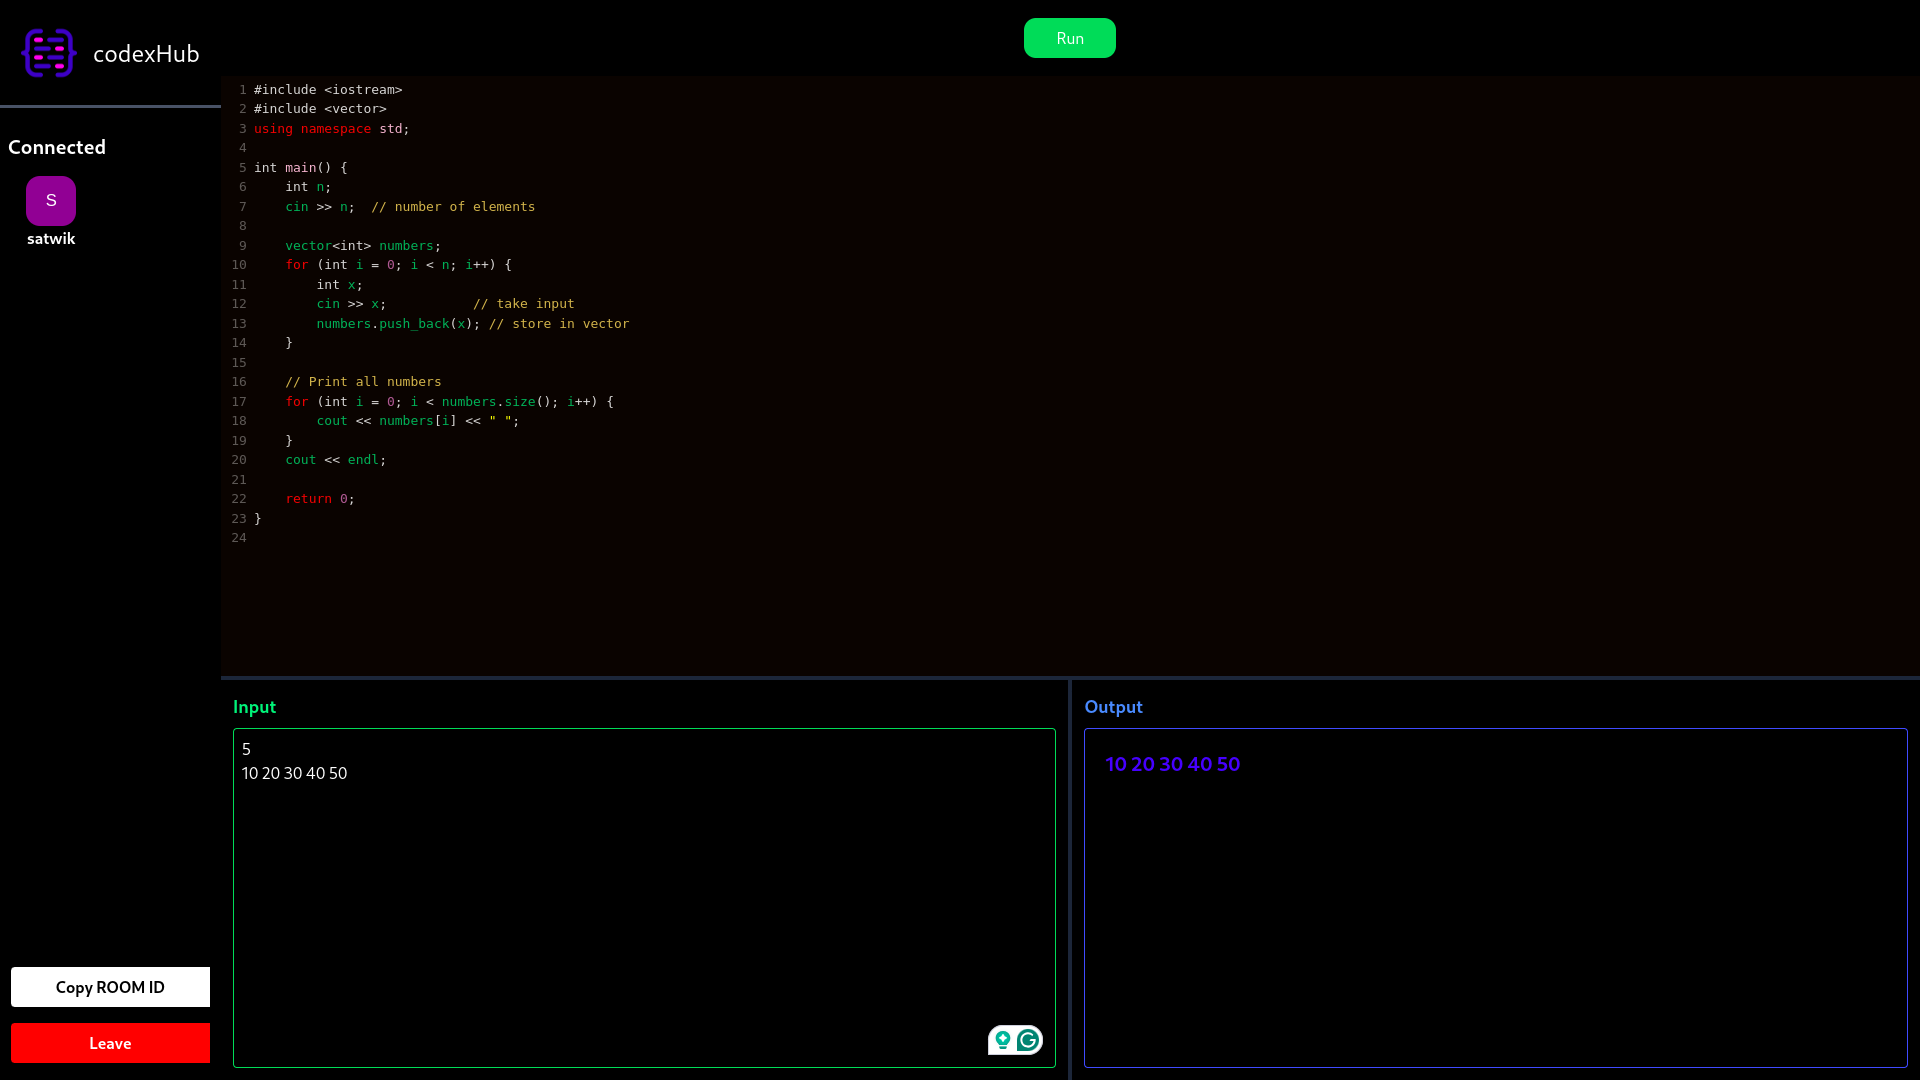 codexHub
Run
Connected
S
satwik
1 #include <iostream>
2 #include <vector>
3 using namespace std;
4
5 int main() {
6     int n;
7     cin >> n;  // number of elements
8
9     vector<int> numbers;
10     for (int i = 0; i < n; i++) {
11         int x;
12         cin >> x;           // take input
13         numbers.push_back(x); // store in vector
14     }
15
16     // Print all numbers
17     for (int i = 0; i < numbers.size(); i++) {
18         cout << numbers[i] << " ";
19     }
20     cout << endl;
21
22     return 0;
23 }
24
Input
5
10 20 30 40 50
Output
10 20 30 40 50
Copy ROOM ID
Leave